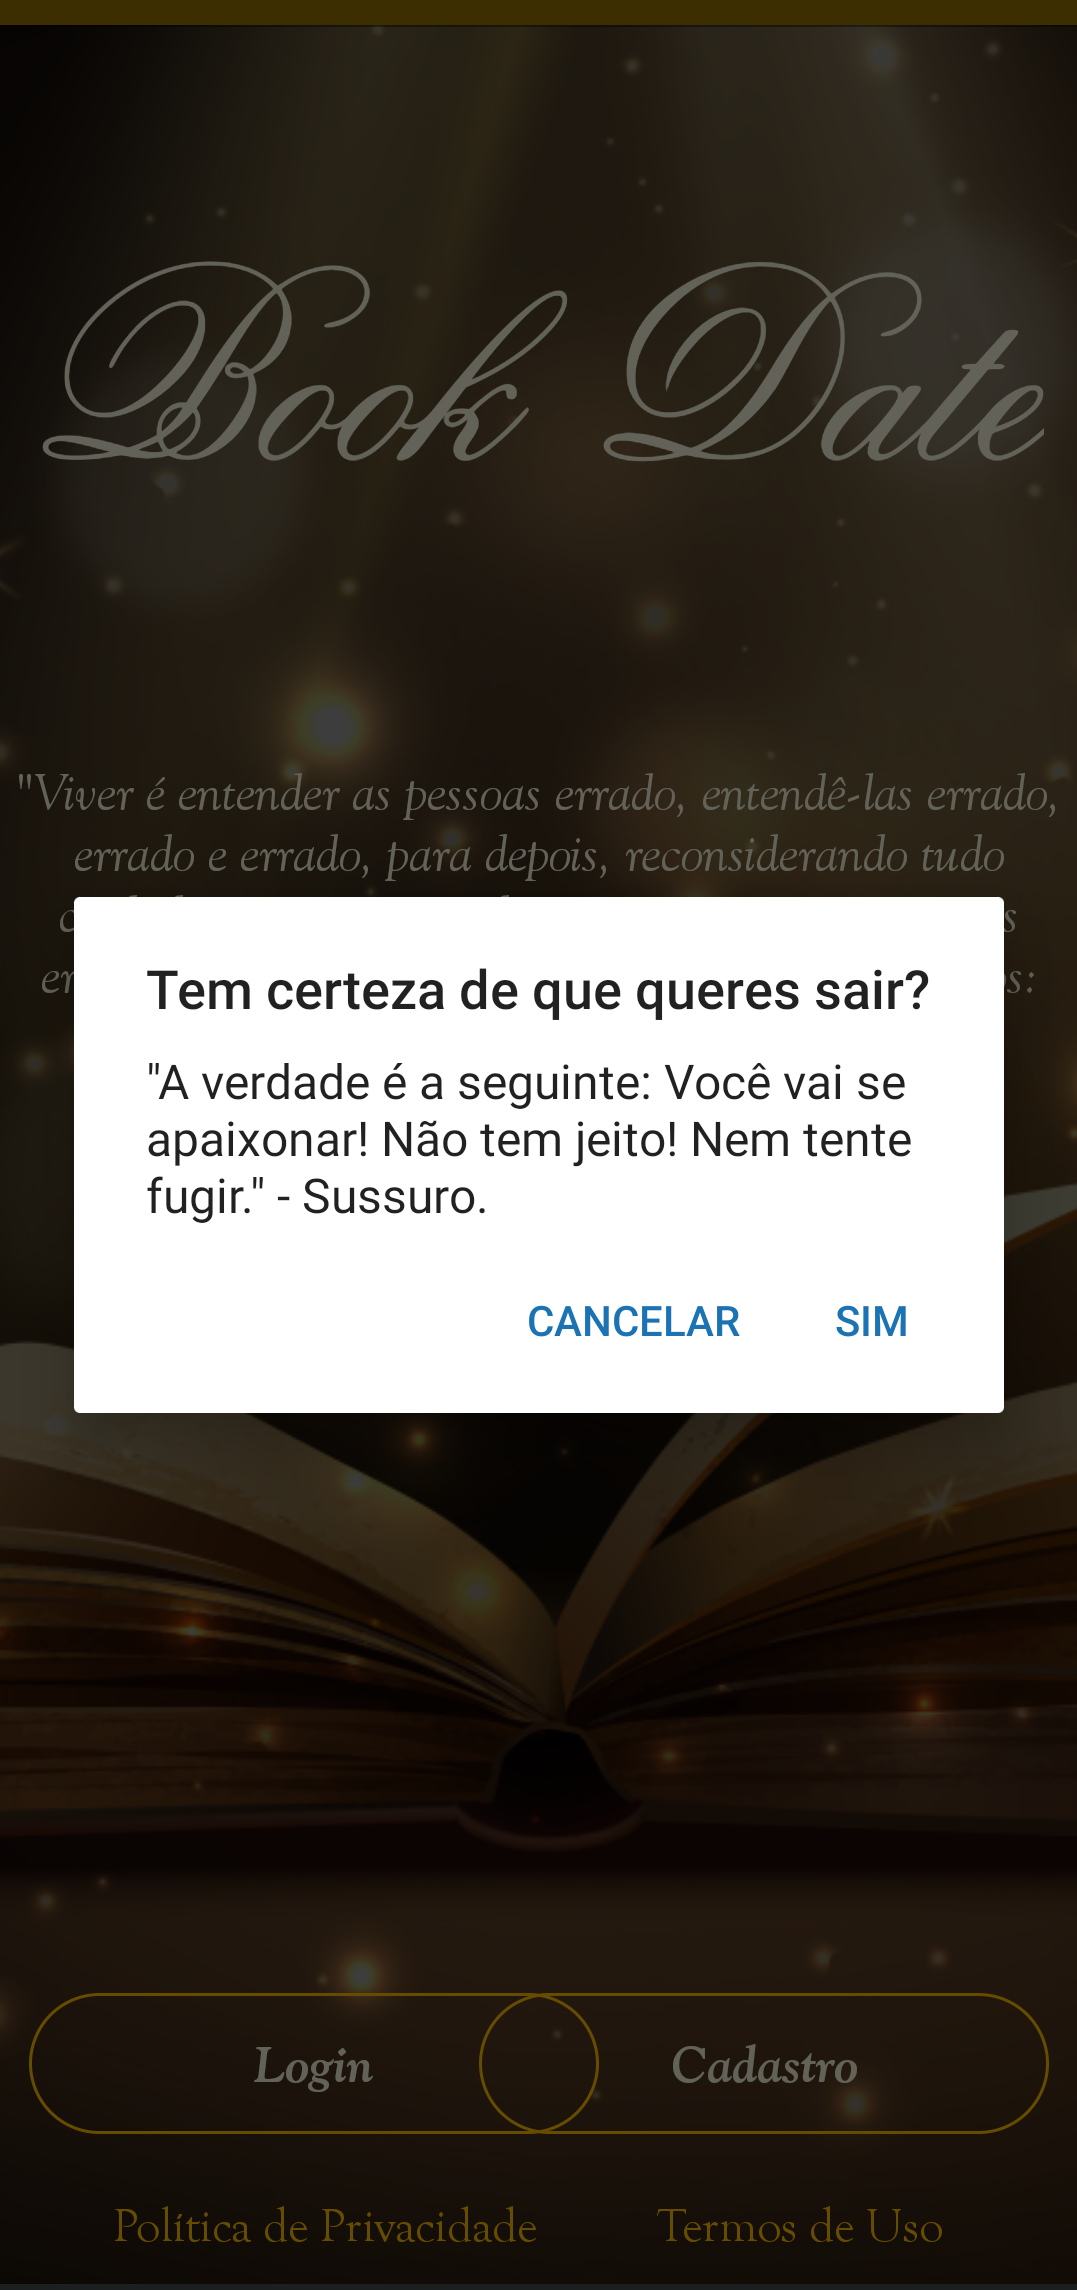 Book Date
"Viver é entender as pessoas errado, entendê-las errado,
errado e errado, para depois, reconsiderando tudo
Tem certeza de que queres sair?
"A verdade é a seguinte: Você vai se
apaixonar! Não tem jeito! Nem tente
fugir." - Sussuro.
CANCELAR SIM
Login Cadastro
Política de Privacidade Termos de Uso